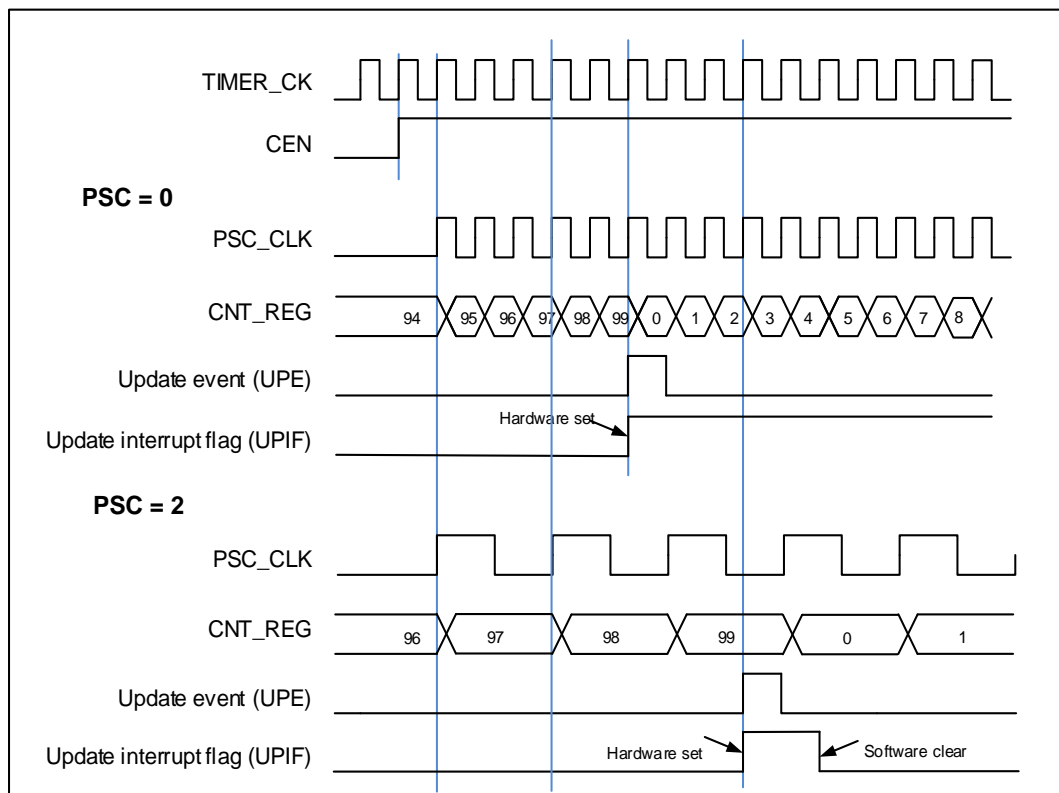 TIMER_CK
CEN
PSC = 0
PSC_CLK
CNT_REG 94 95 96 97 98 99 0 1 2 3 4 5 6 7 8
Update event (UPE)
Hardware set
Update interrupt flag (UPIF)
PSC = 2
PSC_CLK
CNT_REG 96 97 98 99 0 1
Update event (UPE)
Update interrupt flag (UPIF) Hardware set Software clear